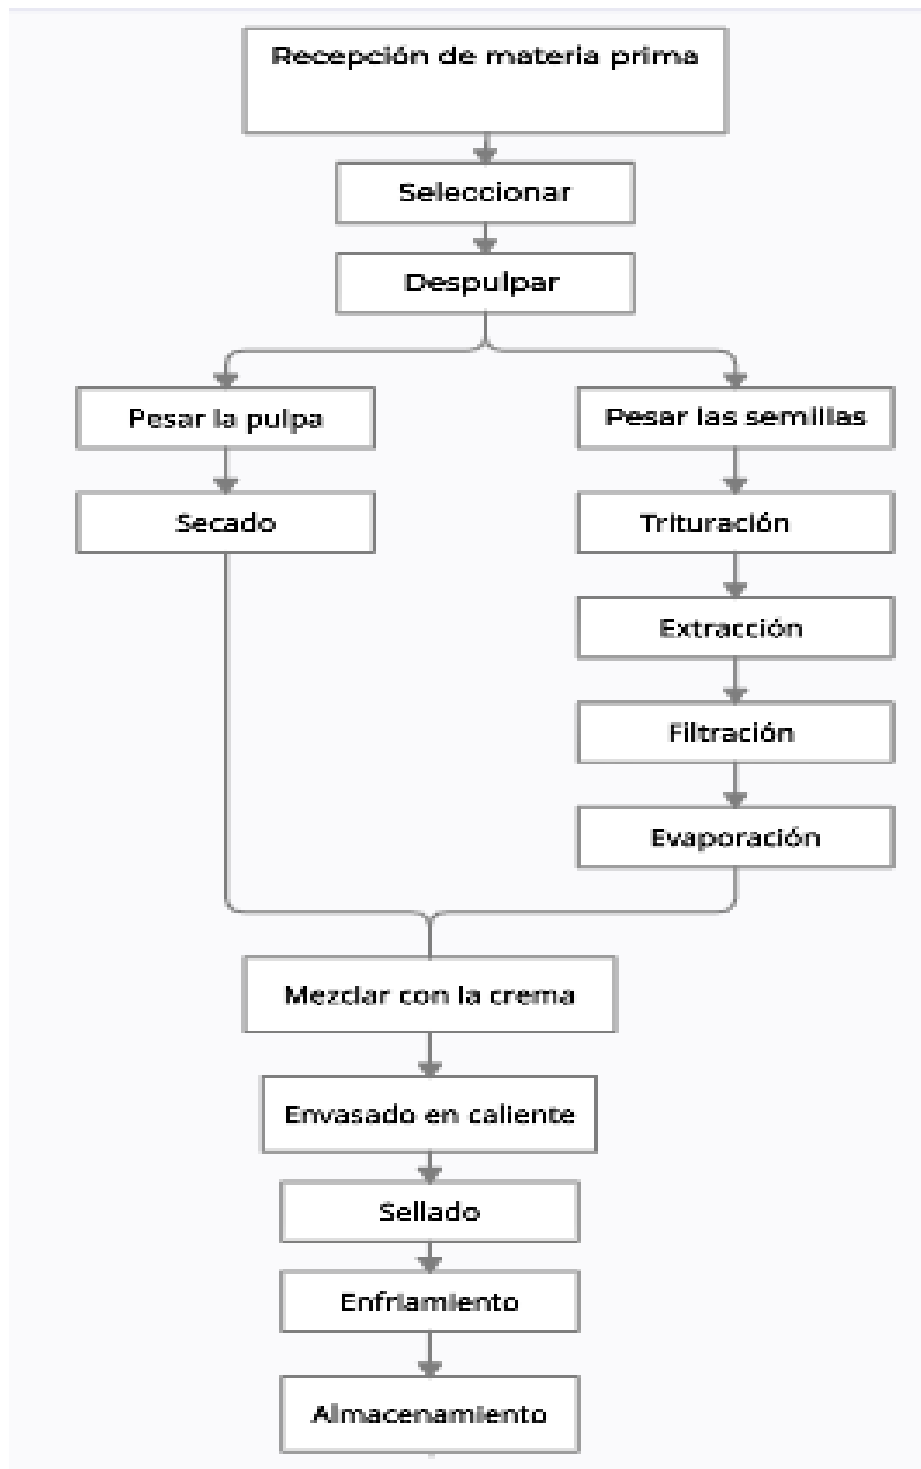 Recepción de materia prima
Seleccionar
Despulpar
Pesar la pulpa
Pesar las semillas
Secado
Trituración
Extracción
Filtración
Evaporación
Mezclar con la crema
Envasado en caliente
Sellado
Enfriamiento
Almacenamiento